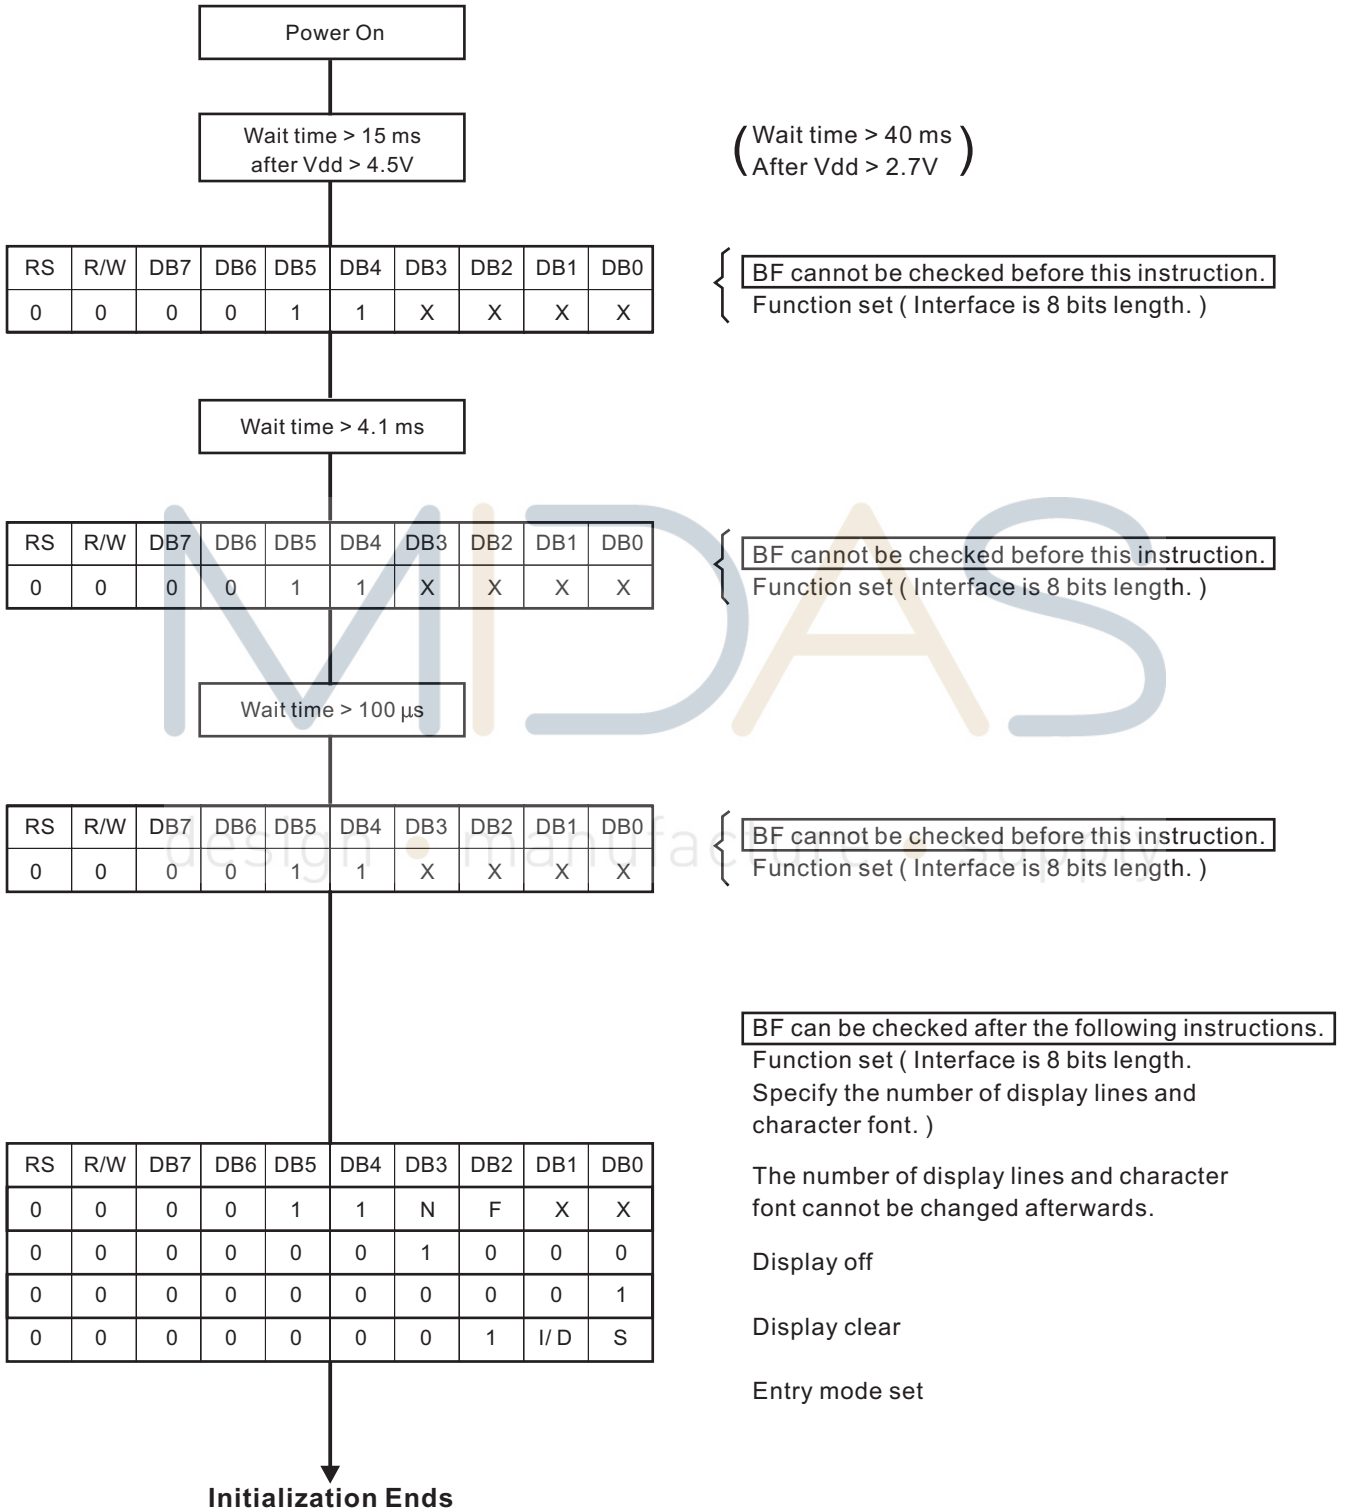 Power On
Wait time > 15 ms
after Vdd > 4.5V
(Wait time > 40 ms
After Vdd > 2.7V)
RS R/W DB7 DB6 DB5 DB4 DB3 DB2 DB1 DB0
0 0 0 0 1 1 X X X X
BF cannot be checked before this instruction.
Function set ( Interface is 8 bits length. )
Wait time > 4.1 ms
RS R/W DB7 DB6 DB5 DB4 DB3 DB2 DB1 DB0
0 0 0 0 1 1 X X X X
BF cannot be checked before this instruction.
Function set ( Interface is 8 bits length. )
MIDAS
Wait time > 100 µs
RS R/W DB7 DB6 DB5 DB4 DB3 DB2 DB1 DB0
0 0 0 0 1 1 X X X X
BF cannot be checked before this instruction.
Function set ( Interface is 8 bits length. )
design • manufacture • supply
BF can be checked after the following instructions.
Function set ( Interface is 8 bits length.
Specify the number of display lines and
character font. )
The number of display lines and character
font cannot be changed afterwards.
Display off
Display clear
Entry mode set
RS R/W DB7 DB6 DB5 DB4 DB3 DB2 DB1 DB0
0 0 0 0 1 1 N F X X
0 0 0 0 0 0 1 0 0 0
0 0 0 0 0 0 0 0 0 1
0 0 0 0 0 0 0 1 I/D S
Initialization Ends